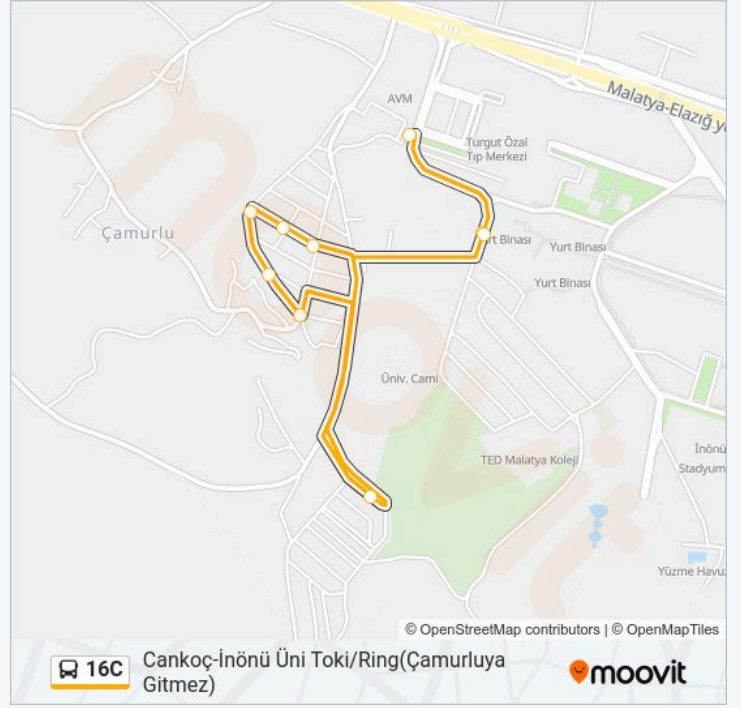 AVM
Malatya-Elazığ y
Turgut Özal
Tıp Merkezi
Çamurlu
rt Binası
Yurt Binası
Yurt Binası
Üniv. Cami
TED Malatya Koleji
İnönü
Stadyum
Yüzme Havuz
© OpenStreetMap contributors | © OpenMapTiles
16C
Cankoç-İnönü Üni Toki/Ring(Çamurluya
Gitmez)
moovit